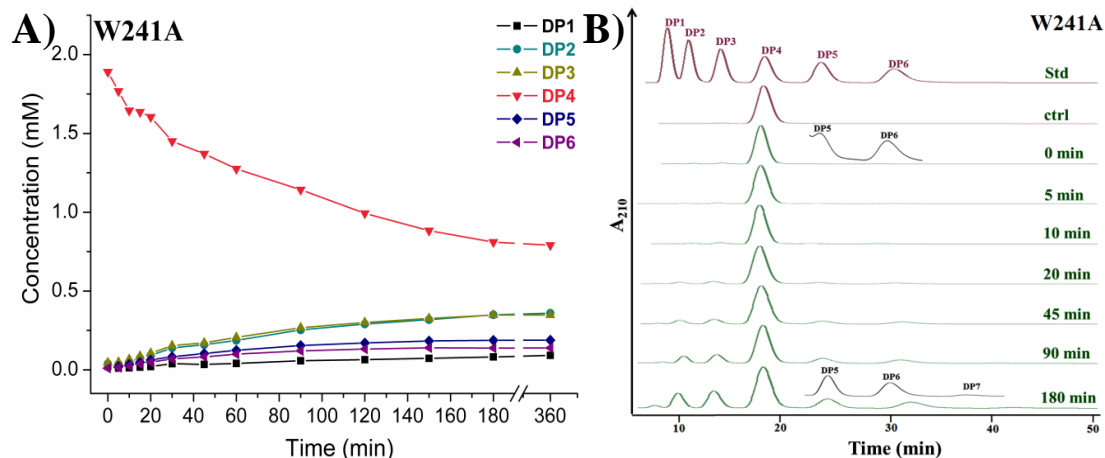 A)
W241A
Concentration (mM)
2.0
1.5
1.0
0.5
0.0
0
20
40
60
80
100
120
140
160
180
360
Time (min)
DP1
DP2
DP3
DP4
DP5
DP6
B)
W241A
A210
DP1
DP2
DP3
DP4
DP5
DP6
Std
ctrl
DP5
DP6
0 min
5 min
10 min
20 min
45 min
90 min
DP5
DP6
DP7
180 min
10
20
30
40
50
Time (min)